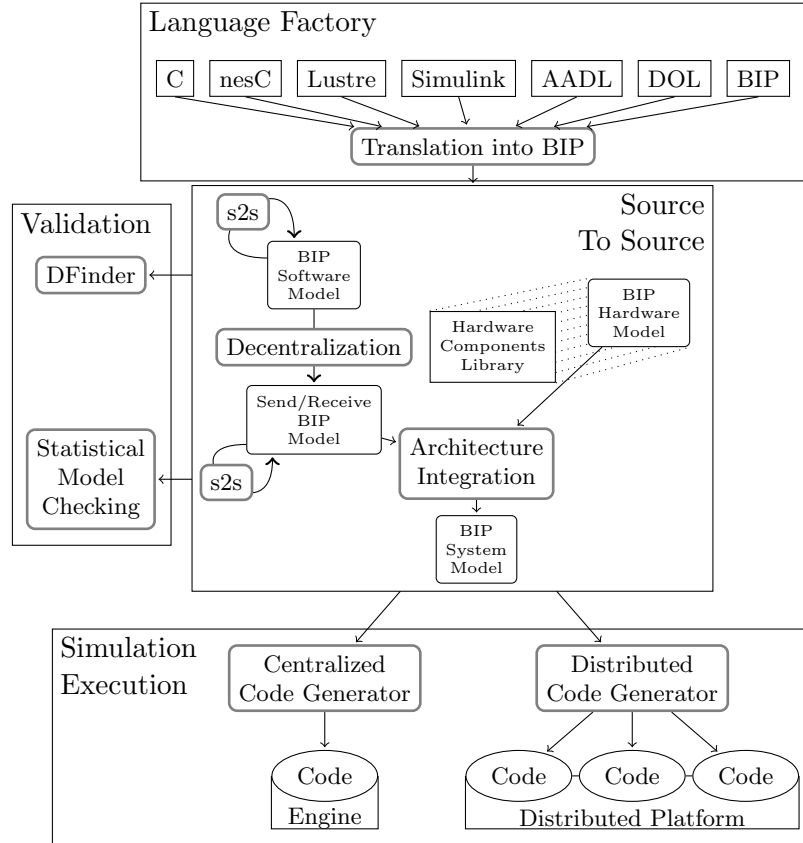 Language Factory
C
nesC
Lustre
Simulink
AADL
DOL
BIP
Translation into BIP
Validation
DFinder
Statistical
Model
Checking
Source
To Source
s2s
BIP
Software
Model
Decentralization
Send/Receive
BIP
Model
s2s
Hardware
Components
Library
BIP
Hardware
Model
Architecture
Integration
BIP
System
Model
Simulation
Execution
Centralized
Code Generator
Code
Engine
Distributed
Code Generator
Code
Code
Code
Distributed Platform